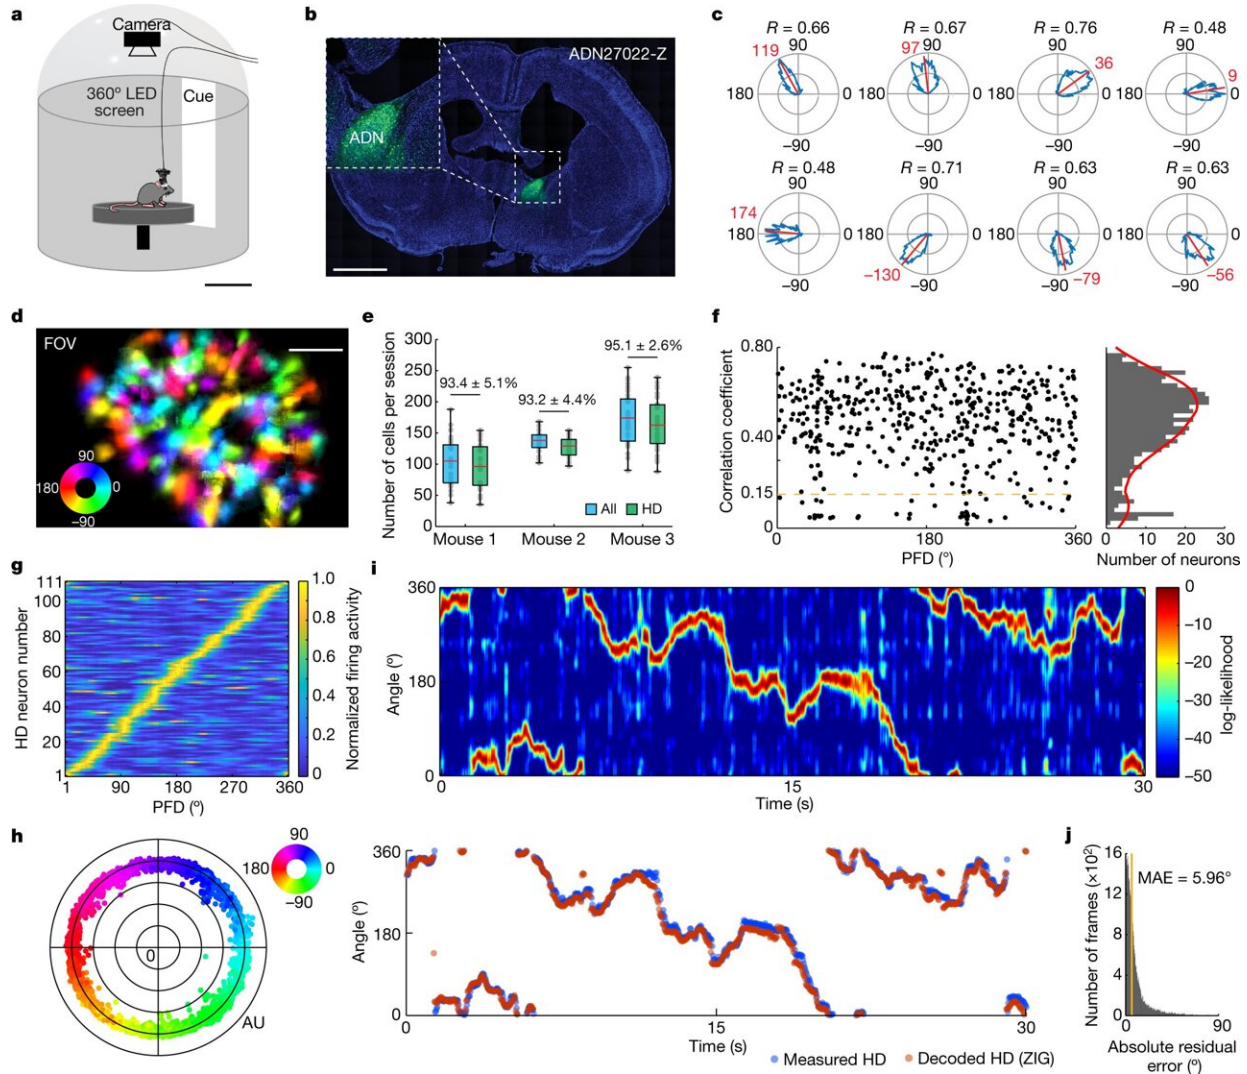 a
Camera
360º LED
screen
Cue
b
ADN27022-Z
ADN
c
R = 0.66
90
119
180
–90
R = 0.67
90
97
180
–90
R = 0.76
90
36
180
–90
R = 0.48
90
9
180
0
–90
R = 0.48
90
174
180
0
–90
R = 0.71
90
180
0
–130
–90
R = 0.63
90
180
0
–79
–90
R = 0.63
90
180
0
–56
–90
d
FOV
90
180
0
–90
e
Number of cells per session
300
250
200
150
100
50
0
93.4 ± 5.1%
93.2 ± 4.4%
95.1 ± 2.6%
All
HD
Mouse 1
Mouse 2
Mouse 3
f
Correlation coefficient
0.80
0.40
0.15
0
0
180
360
PFD (°)
0
10
20
30
Number of neurons
g
HD neuron number
111
100
80
60
40
20
1
1
90
180
270
360
PFD (º)
1.0
0.8
0.6
0.4
0.2
0
Normalized firing activity
i
Angle (º)
360
180
0
0
15
30
Time (s)
0
–10
–20
–30
–40
–50
log-likelihood
h
90
180
0
–90
0
AU
Angle (º)
360
180
0
0
15
30
Time (s)
Measured HD
Decoded HD (ZIG)
j
Number of frames (×10²)
16
12
8
4
0
MAE = 5.96°
0
90
Absolute residual
error (º)